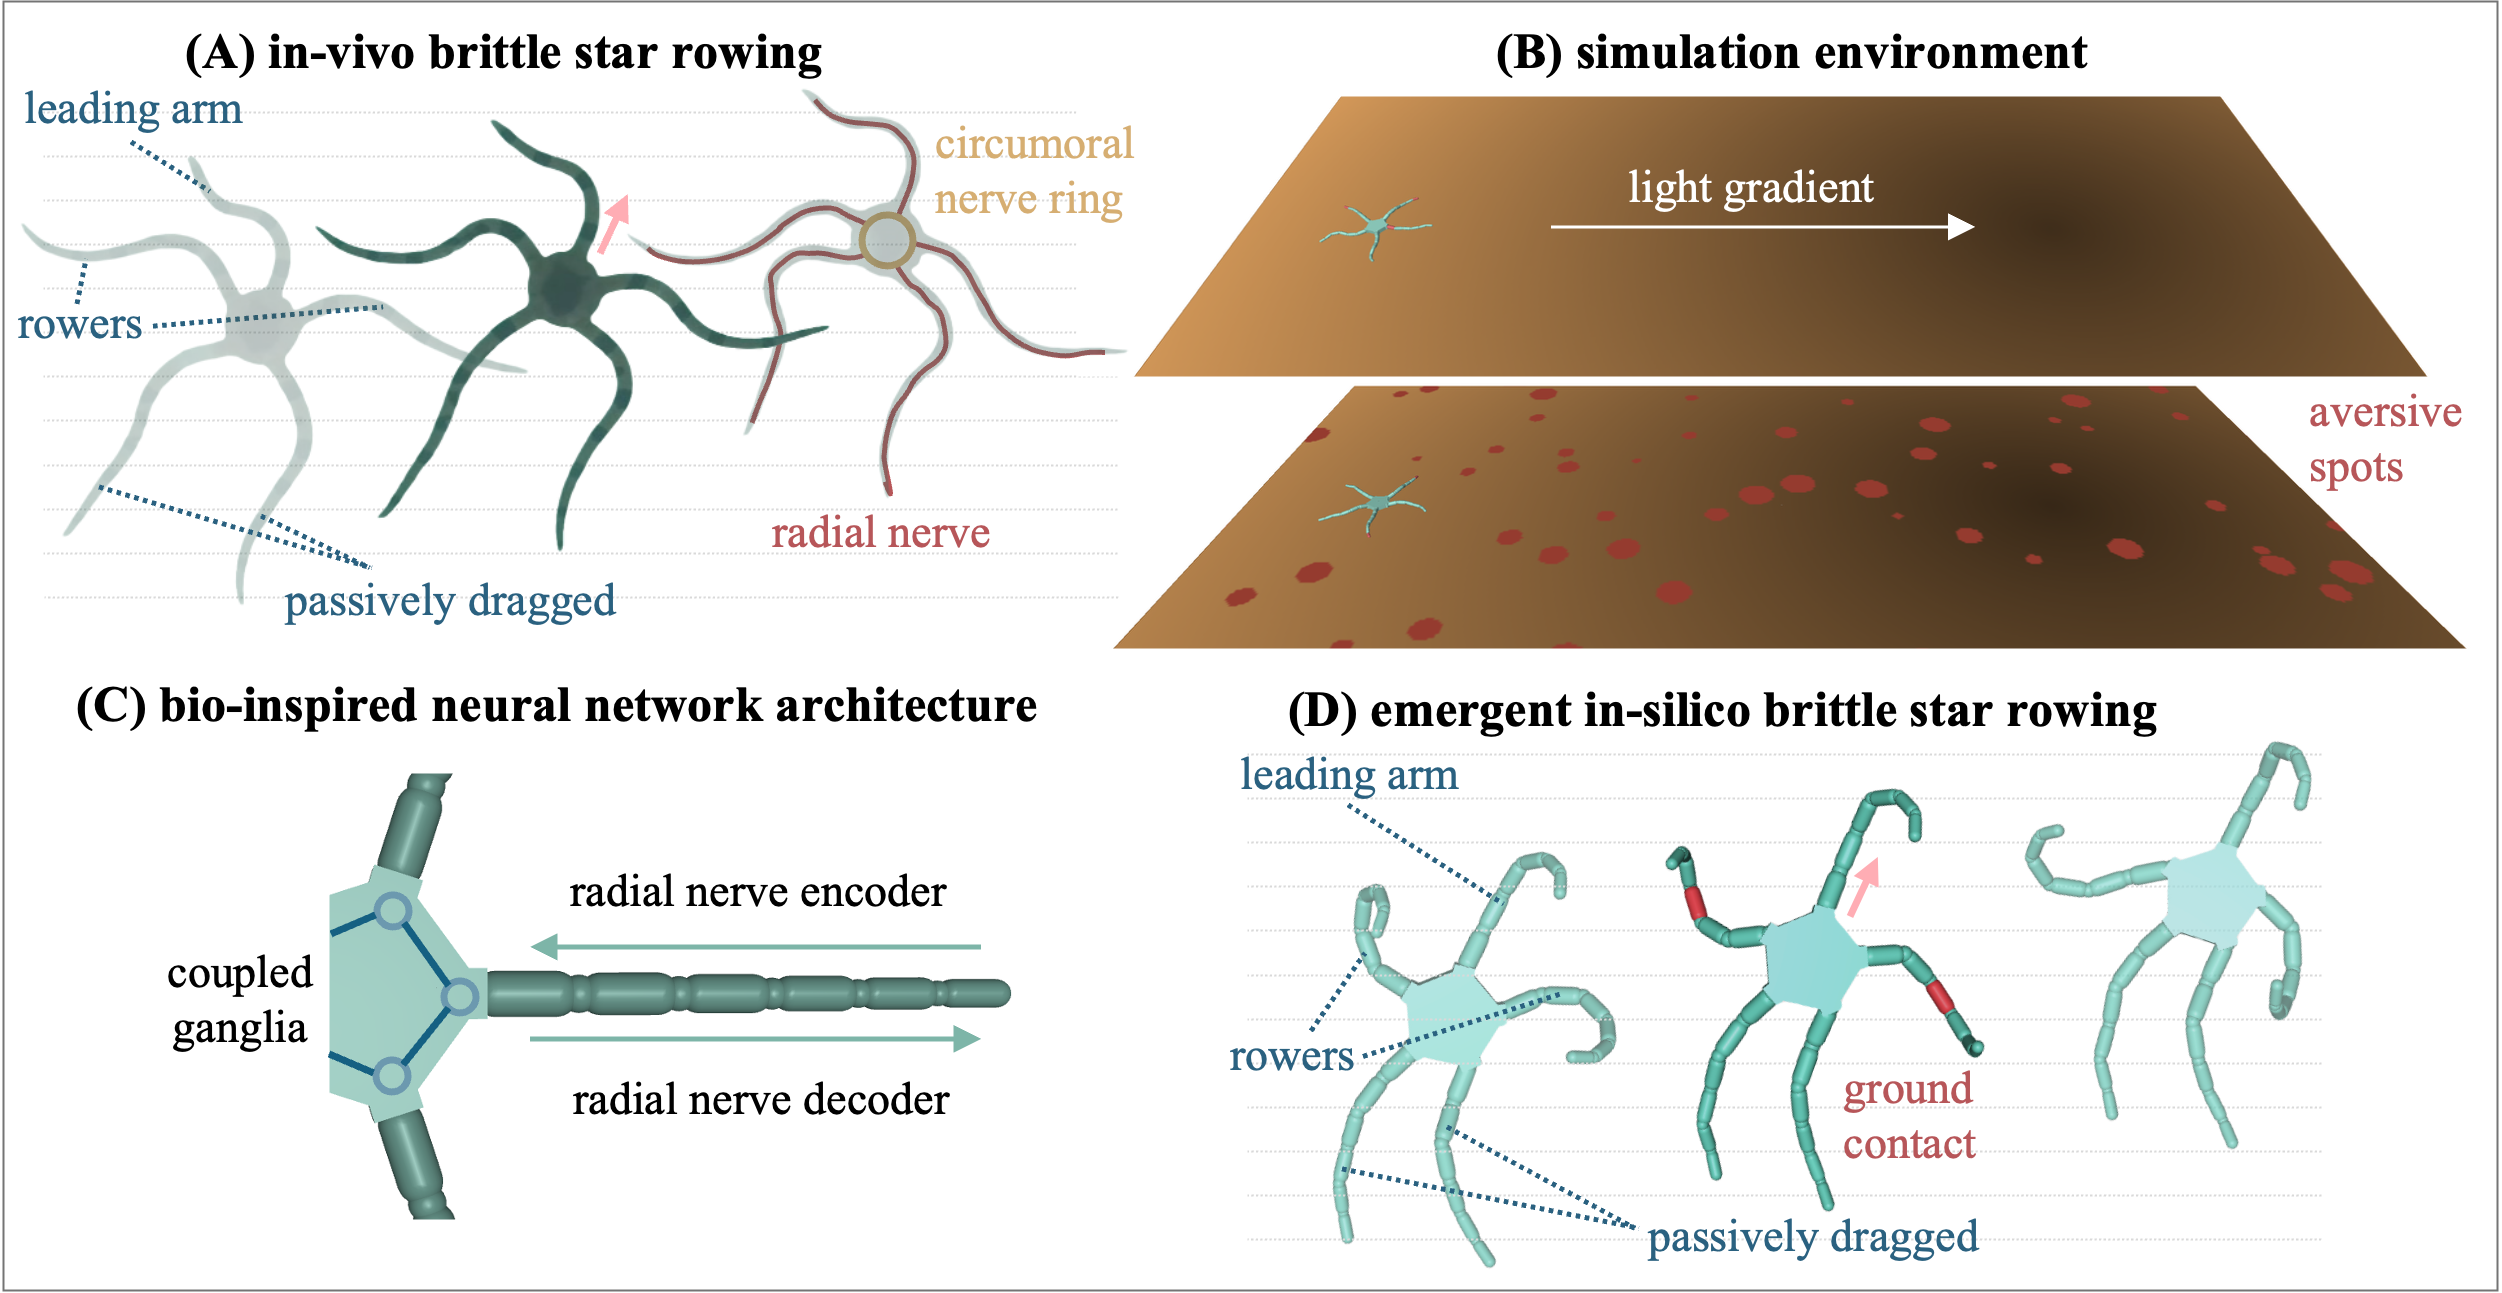 (A) in-vivo brittle star rowing
leading arm
circumoral
nerve ring
rowers
radial nerve
passively dragged
(B) simulation environment
light gradient
aversive
spots
(C) bio-inspired neural network architecture
radial nerve encoder
coupled
ganglia
radial nerve decoder
(D) emergent in-silico brittle star rowing
leading arm
rowers
ground
contact
passively dragged